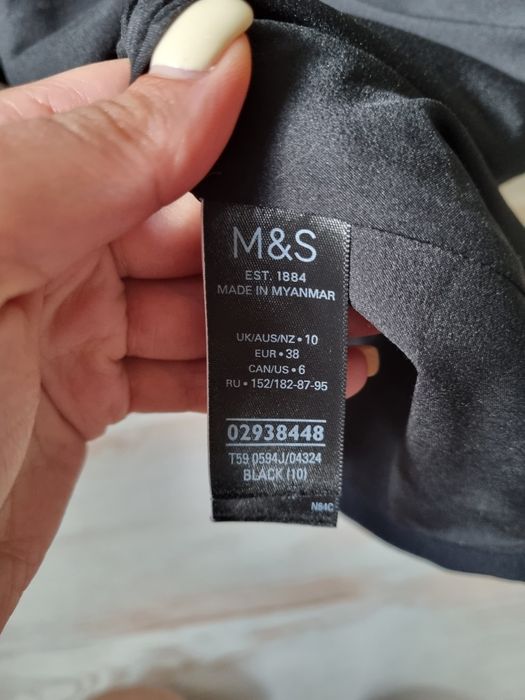 M&S
EST. 1884
MADE IN MYANMAR
UK/AUS/NZ • 10
EUR • 38
CAN/US • 6
RU • 152/182-87-95
02938448
T59 0594J/04324
BLACK (10)
N84C